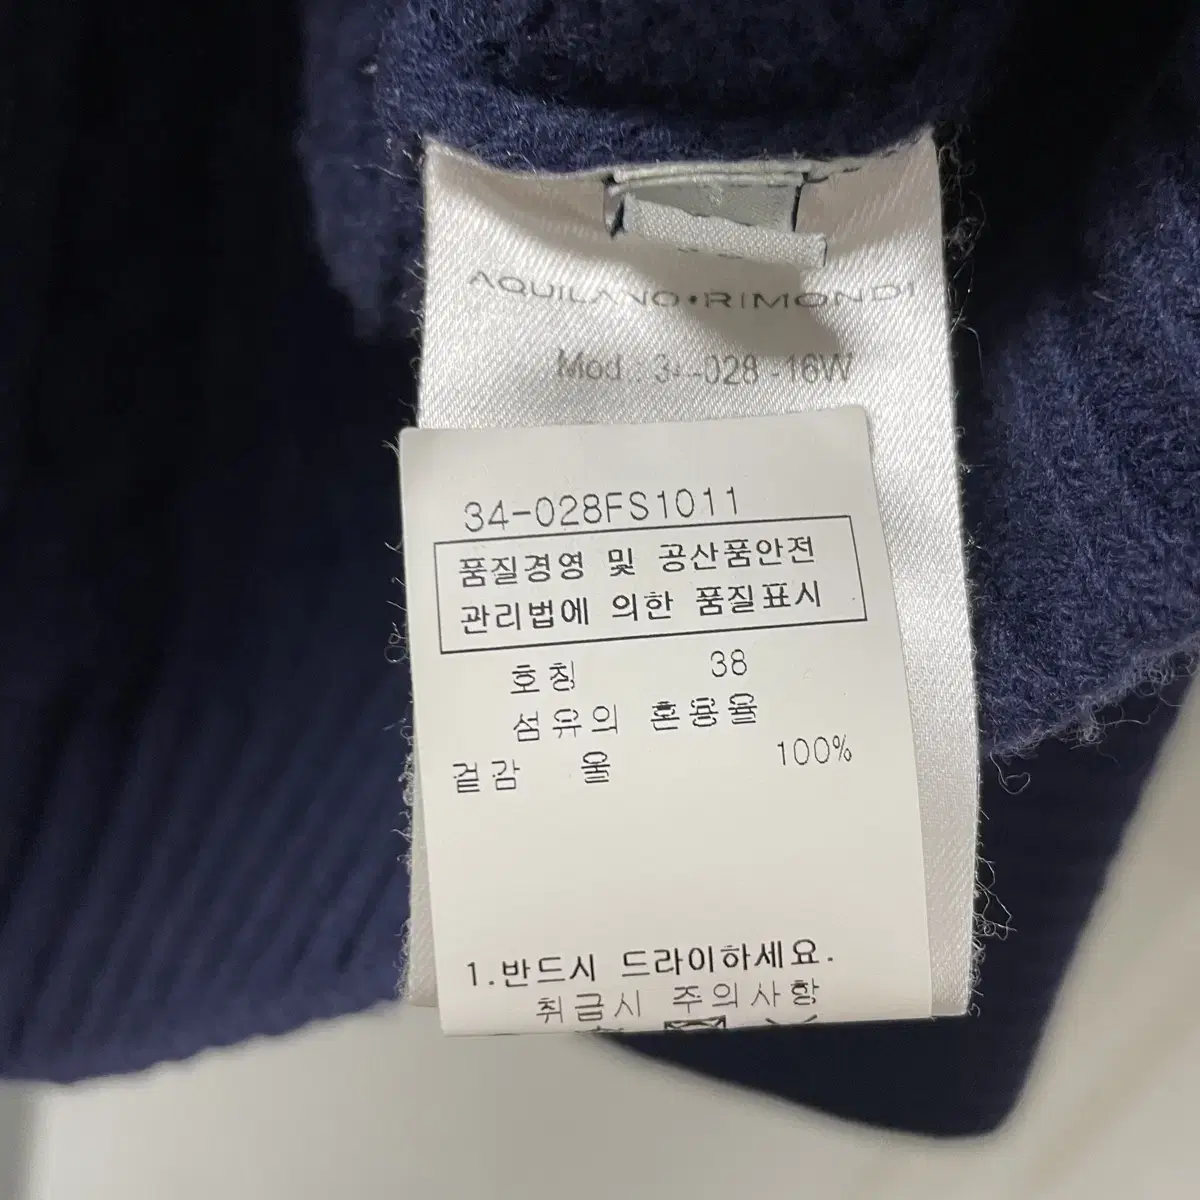 AQUILANO•RIMONDI
Mod.: 34-028-16W
34-028FS1011
품질경영 및 공산품안전
관리법에 의한 품질표시
호칭 38
섬유의 혼용율
겉감 울 100%
1.반드시 드라이하세요.
취급시 주의사항